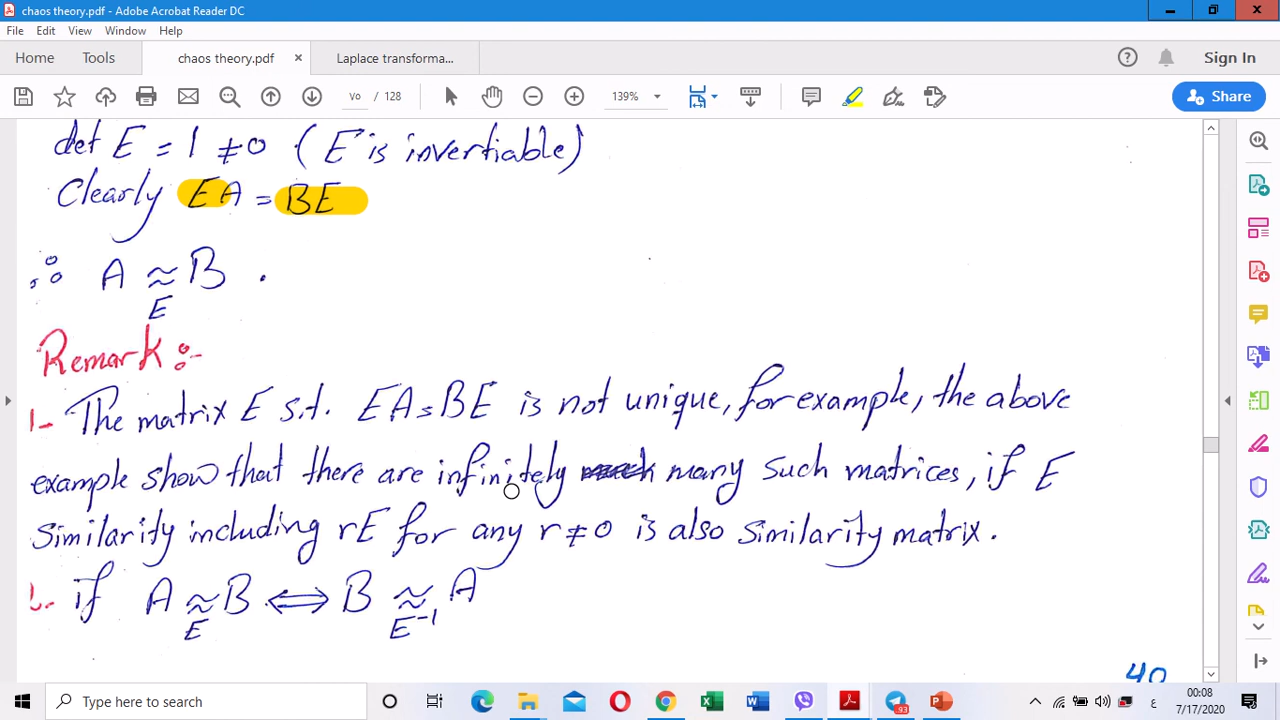 chaos theory.pdf - Adobe Acrobat Reader DC
File Edit View Window Help
Home Tools chaos theory.pdf × Laplace transforma... Sign In
٧٥ / 128 139% Share
det E = 1 ≠ 0 (E is invertiable)
Clearly EA = BE
∴ A ≈ B .
E
Remark :-
1- The matrix E s.t. EA = BE is not unique, for example, the above
example show that there are infinitely many such matrices, if E
similarity including rE for any r ≠ 0 is also similarity matrix.
if A ≈ B ⟺ B ≈ A
E E⁻¹
40
Type here to search
93
ع 00:08
7/17/2020